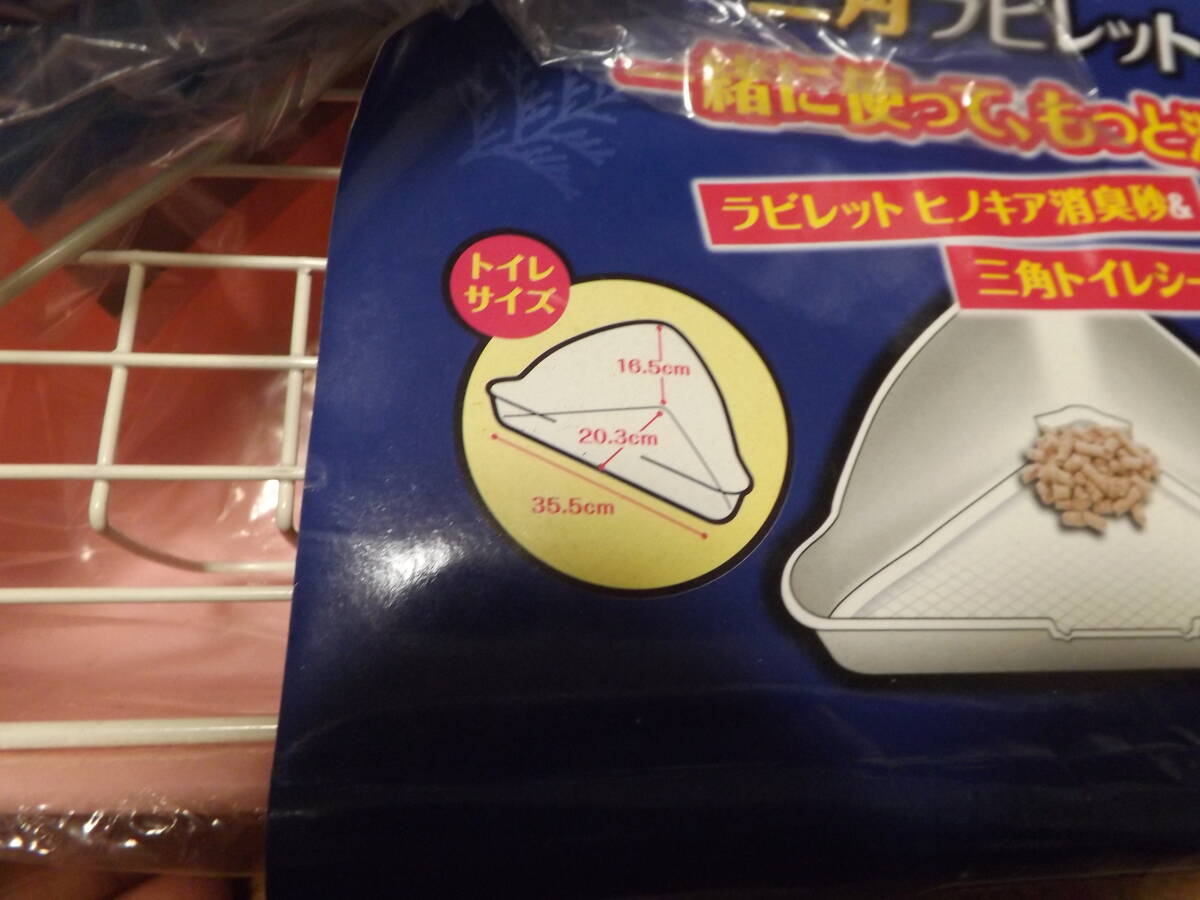 三角ラビレット
一緒に使って、もっと
ラビレット ヒノキア消臭砂&
三角トイレシー
トイレ
サイズ
16.5cm
20.3cm
35.5cm